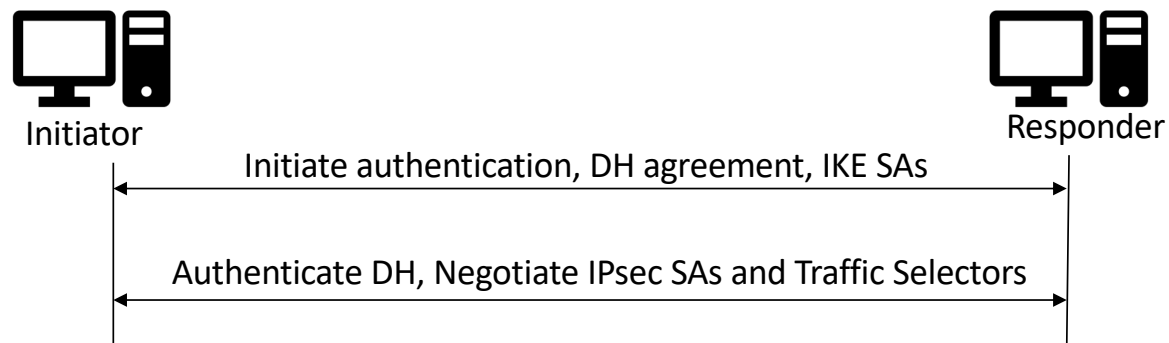 Initiator
Responder
Initiate authentication, DH agreement, IKE SAs
Authenticate DH, Negotiate IPsec SAs and Traffic Selectors